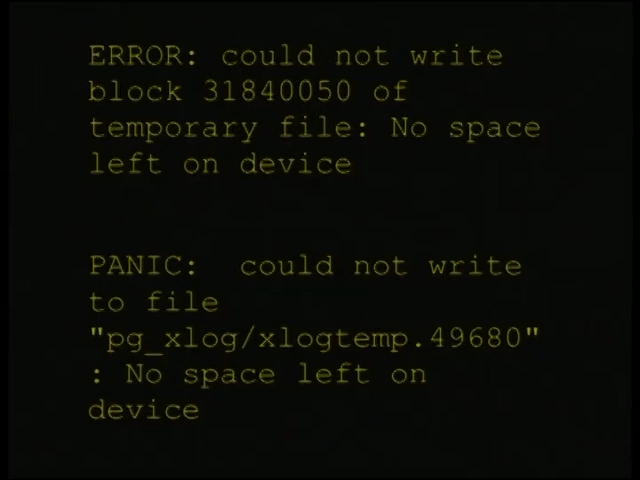 ERROR: could not write
block 31840050 of
temporary file: No space
left on device
PANIC:  could not write
to file
"pg_xlog/xlogtemp.49680"
: No space left on
device